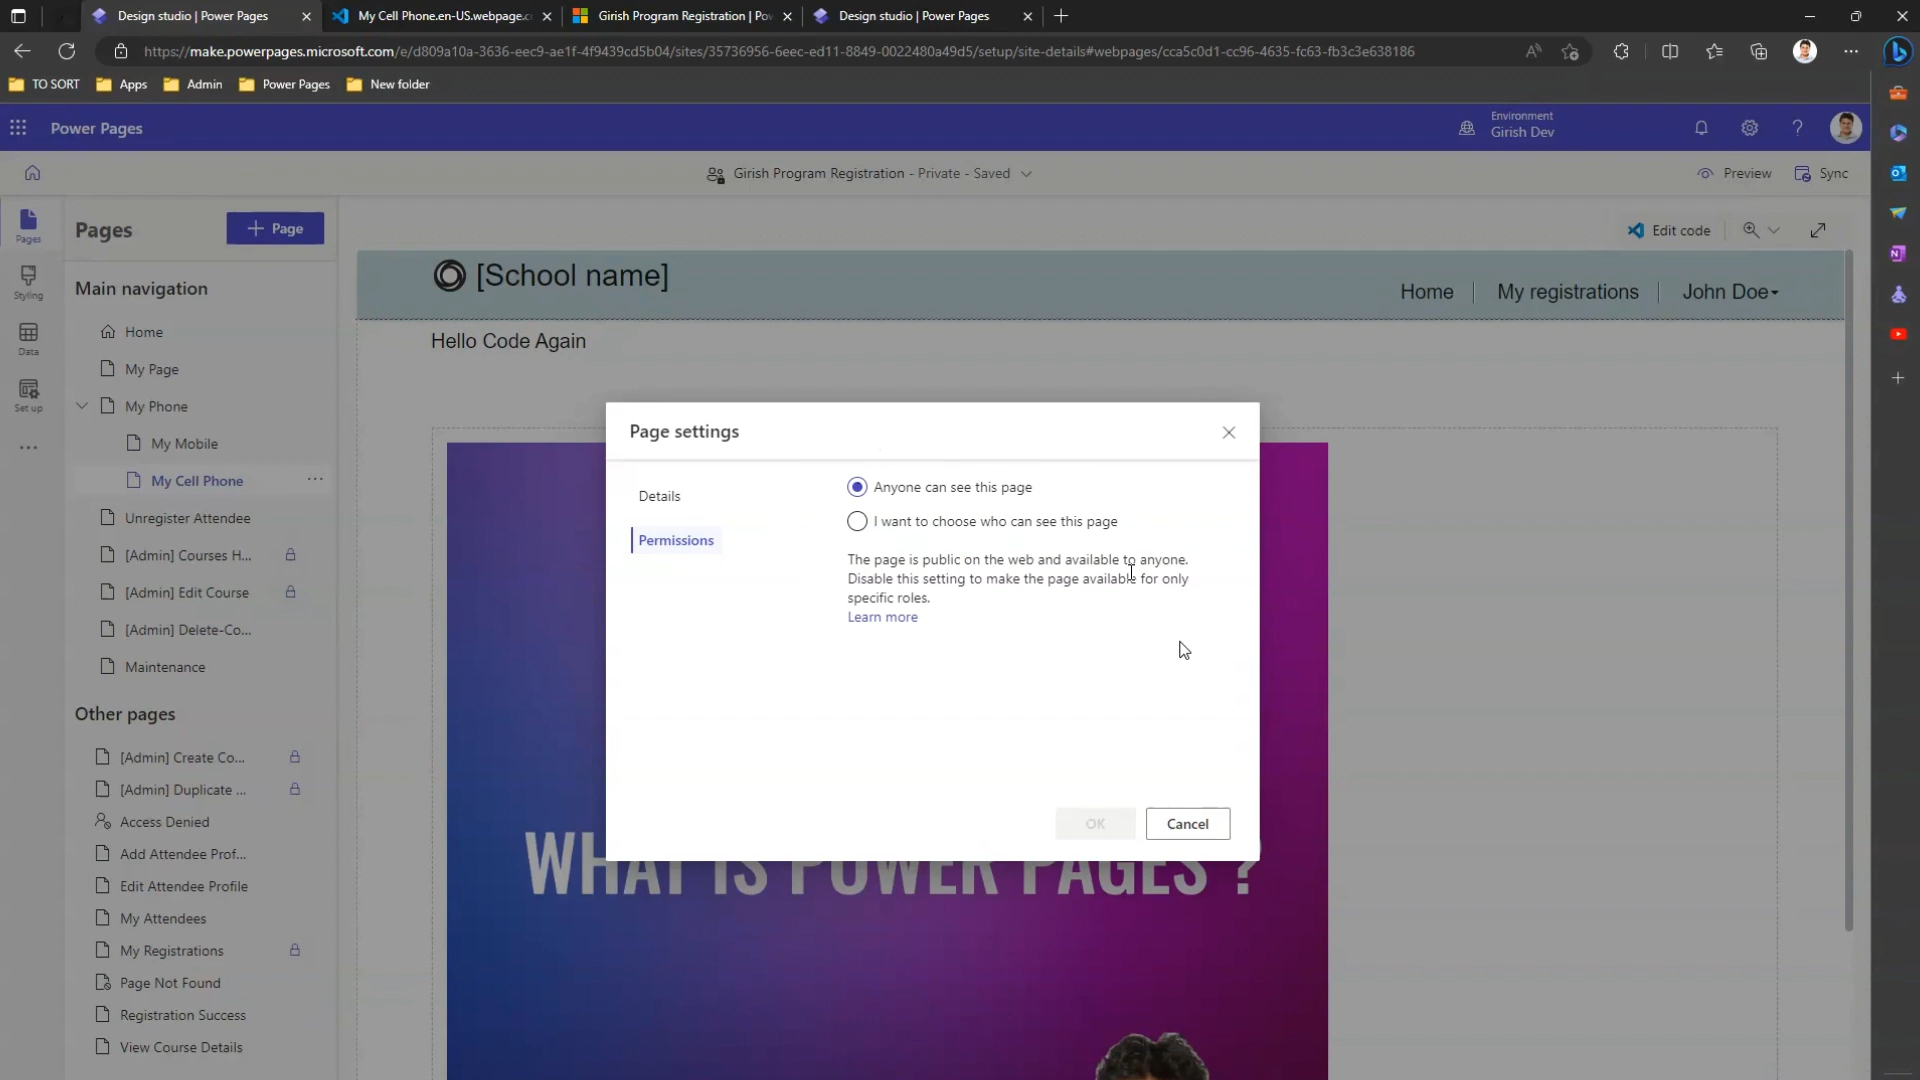 Design studio | Power Pages
My Cell Phone.en-US.webpage.c
Girish Program Registration | Po
Design studio | Power Pages
https://make.powerpages.microsoft.com/e/d809a10a-3636-eec9-ae1f-4f9439cd5b04/sites/35736956-6eec-ed11-8849-0022480a49d5/setup/site-details#webpages/cca5c0d1-cc96-4635-fc63-fb3c3e638186
TO SORT
Apps
Admin
Power Pages
New folder
Power Pages
Environment
Girish Dev
Girish Program Registration - Private - Saved
Preview
Sync
Pages
Styling
Data
Set up
Pages
+ Page
Main navigation
Home
My Page
My Phone
My Mobile
My Cell Phone
Unregister Attendee
[Admin] Courses H...
[Admin] Edit Course
[Admin] Delete-Co...
Maintenance
Other pages
[Admin] Create Co...
[Admin] Duplicate ...
Access Denied
Add Attendee Prof...
Edit Attendee Profile
My Attendees
My Registrations
Page Not Found
Registration Success
View Course Details
Edit code
[School name]
Home
My registrations
John Doe
Hello Code Again
Page settings
Details
Permissions
Anyone can see this page
I want to choose who can see this page
The page is public on the web and available to anyone.
Disable this setting to make the page available for only
specific roles.
Learn more
OK
Cancel
WHAT IS POWER PAGES ?